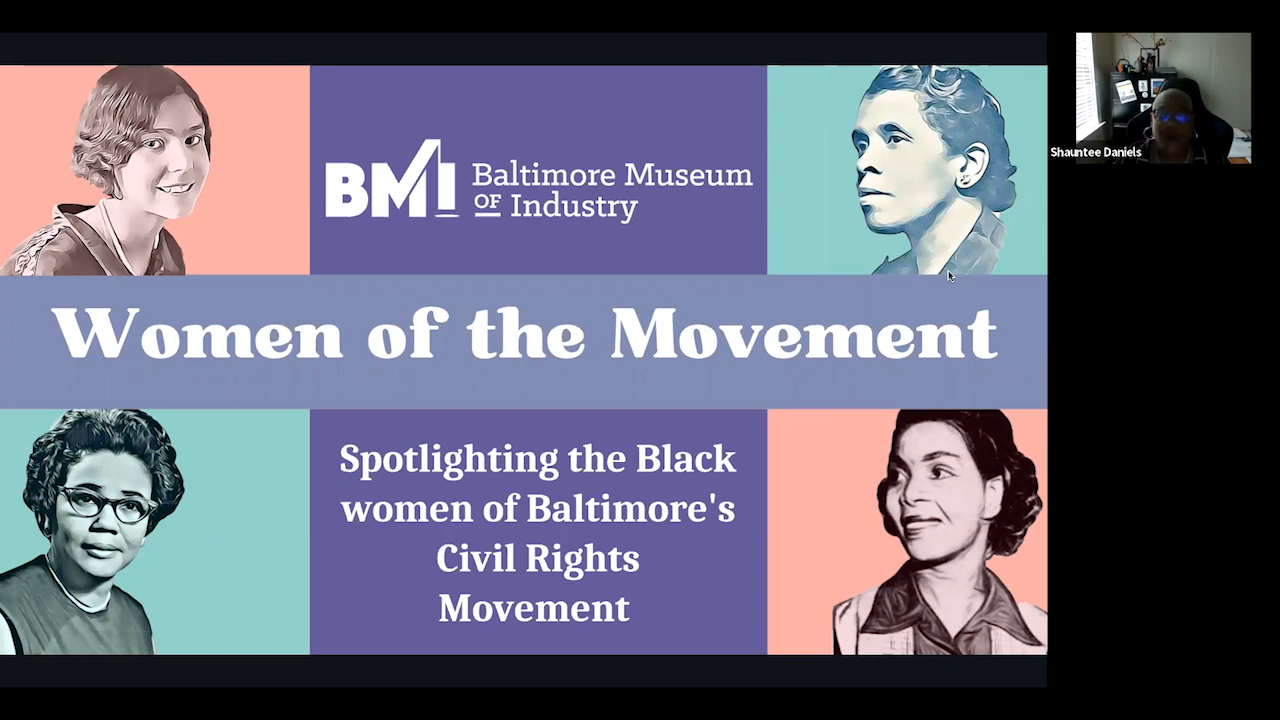 BMI Baltimore Museum
OF Industry
Shauntee Daniels
Women of the Movement
Spotlighting the Black
women of Baltimore's
Civil Rights
Movement